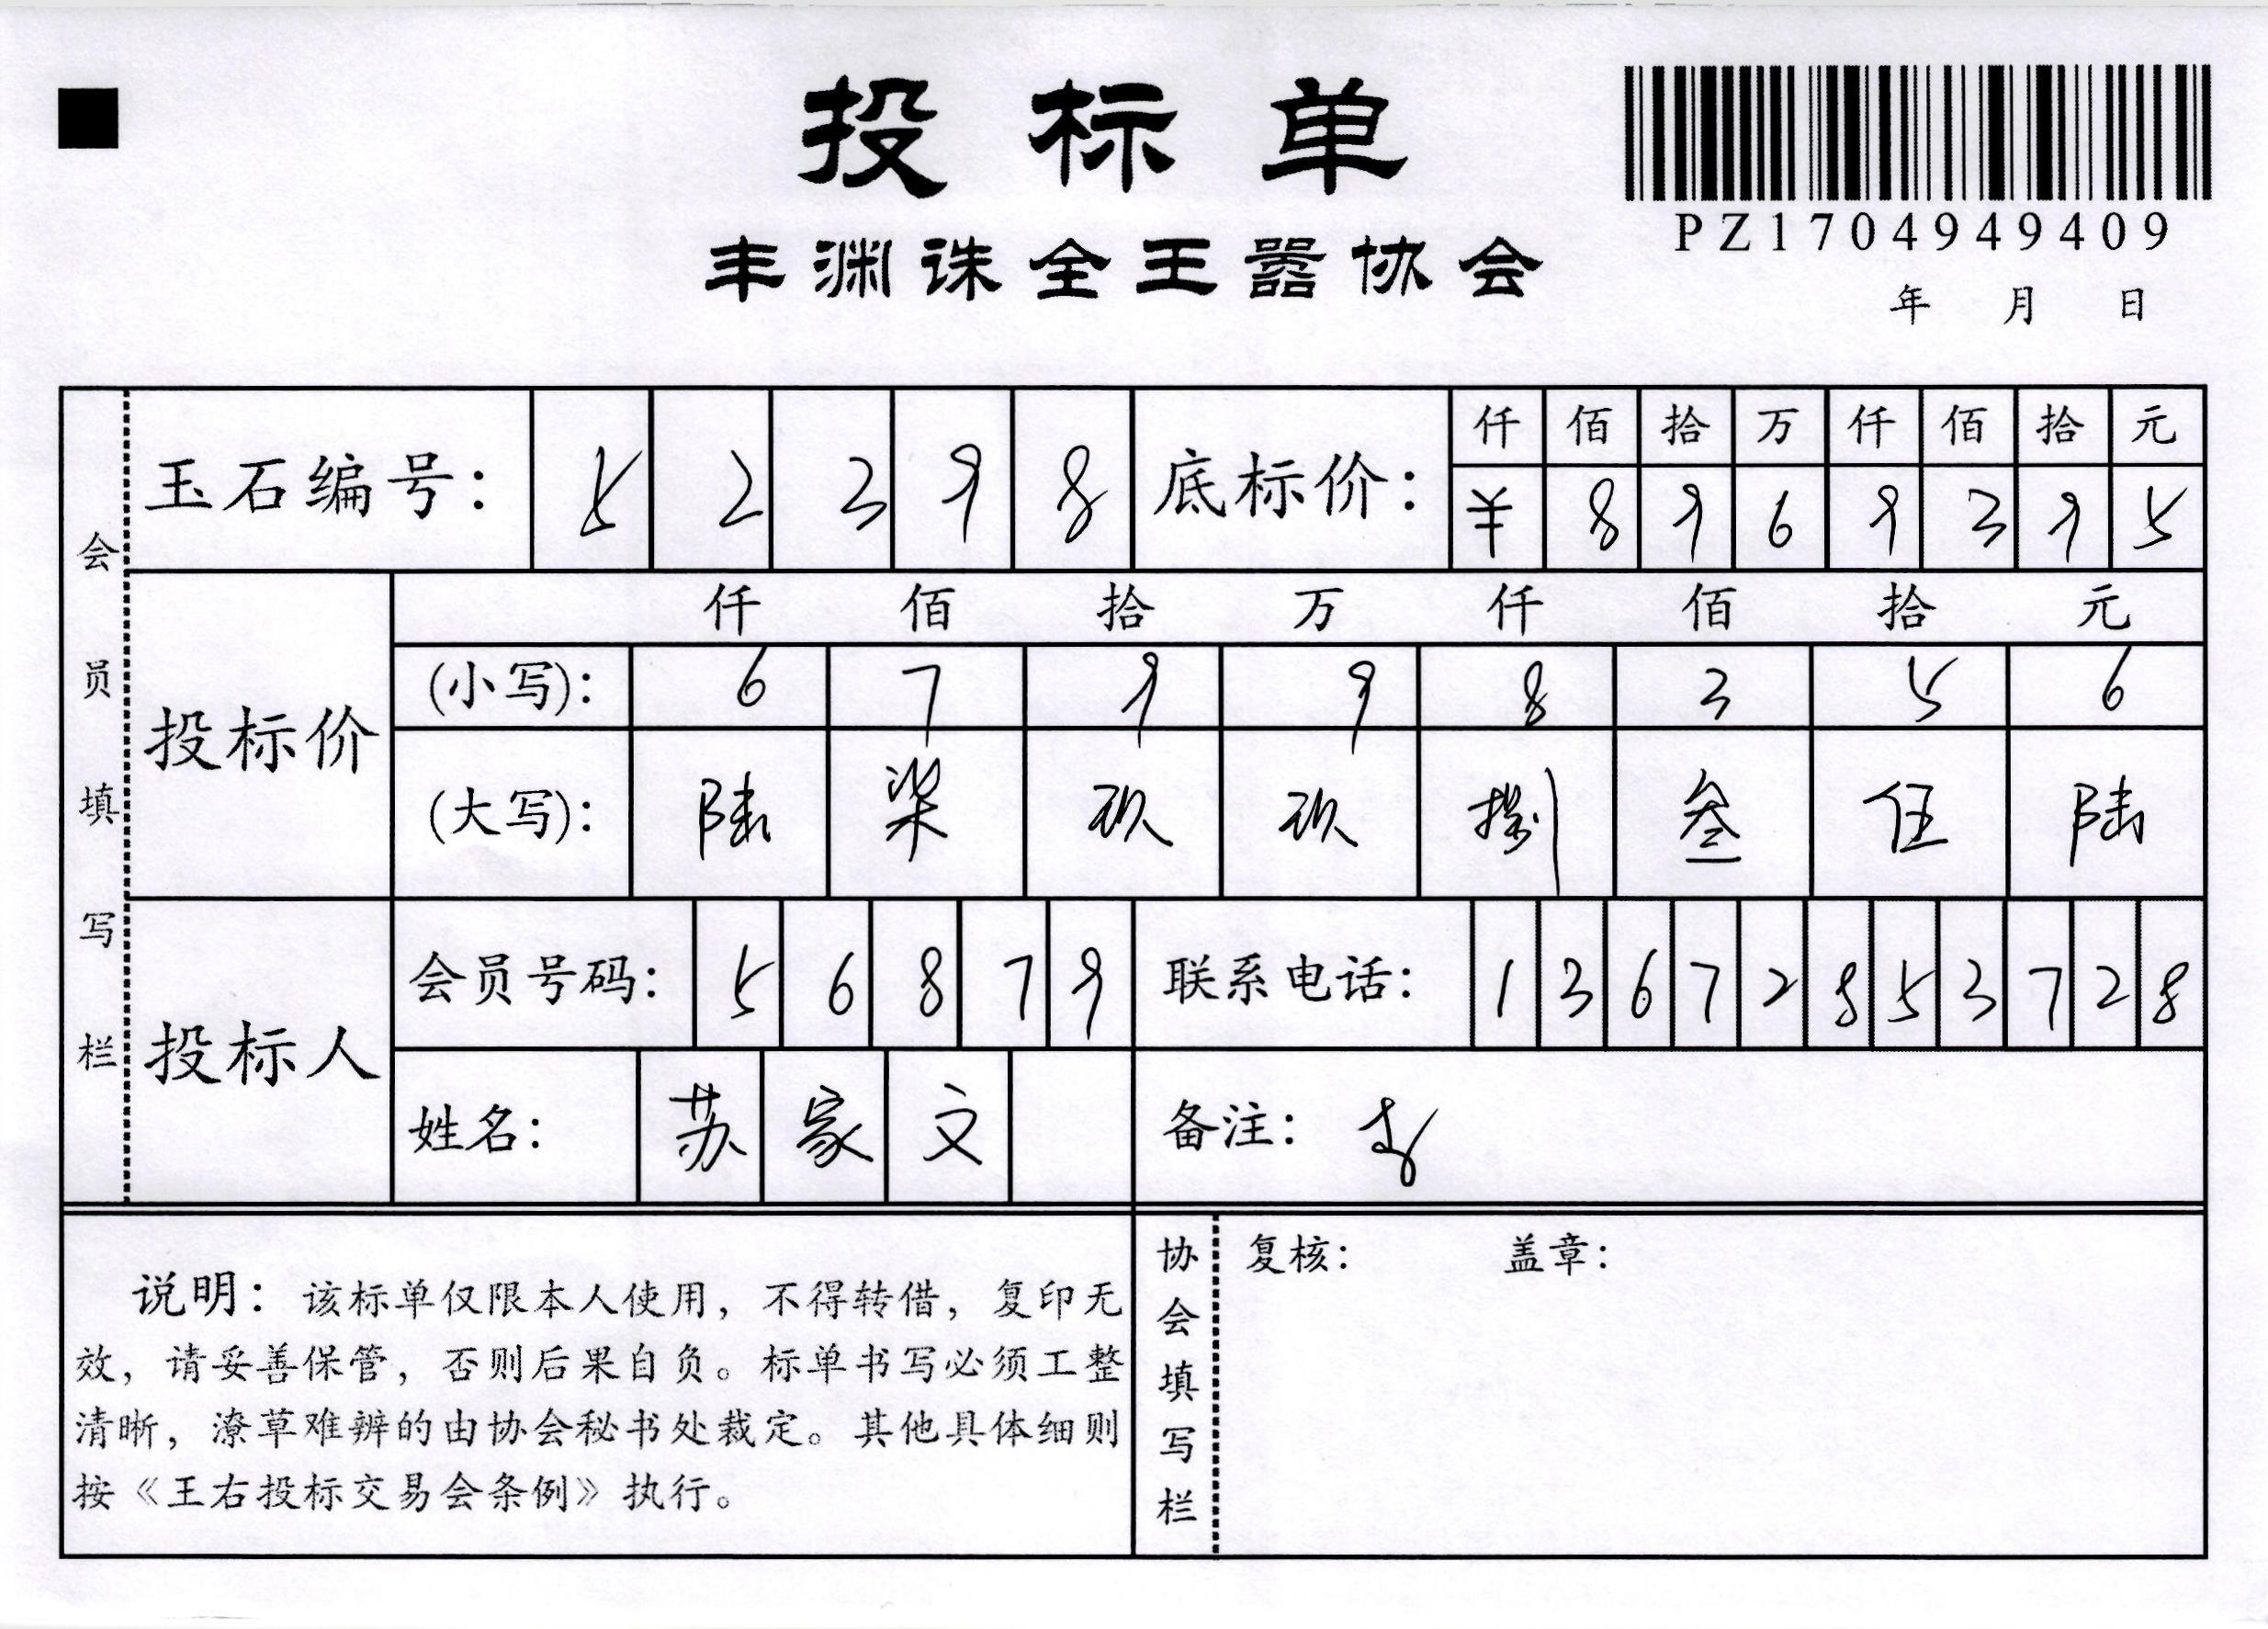 投标单
丰渊诛全王嚣协会
PZ1704949409
年 月 日
会员填写栏
玉石编号: 5 2 3 9 8
底标价: 仟 佰 拾 万 仟 佰 拾 元
¥ 8 9 6 9 3 9 5
投标价
仟 佰 拾 万 仟 佰 拾 元
(小写): 6 7 9 9 8 3 5 6
(大写): 陆 柒 玖 玖 捌 叁 伍 陆
投标人
会员号码: 5 6 8 7 9
联系电话: 1 3 6 7 2 8 5 3 7 2 8
姓名: 苏 家 文
备注:
说明: 该标单仅限本人使用, 不得转借, 复印无
效, 请妥善保管, 否则后果自负。标单书写必须工整
清晰, 潦草难辨的由协会秘书处裁定。其他具体细则
按《王右投标交易会条例》执行。
协会填写栏
复核: 盖章: